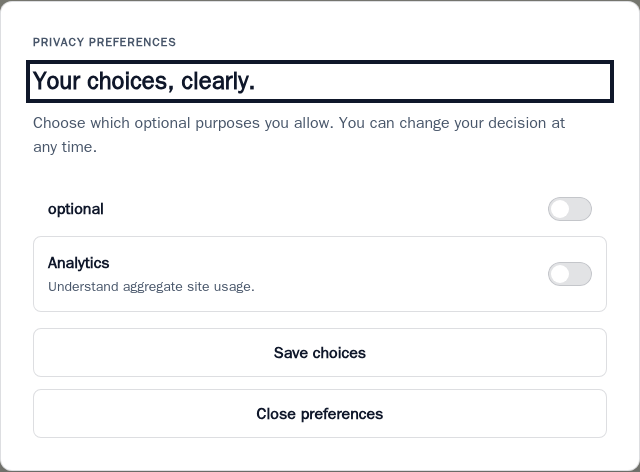 PRIVACY PREFERENCES
Your choices, clearly.
Choose which optional purposes you allow. You can change your decision at
any time.
optional
Analytics
Understand aggregate site usage.
Save choices
Close preferences